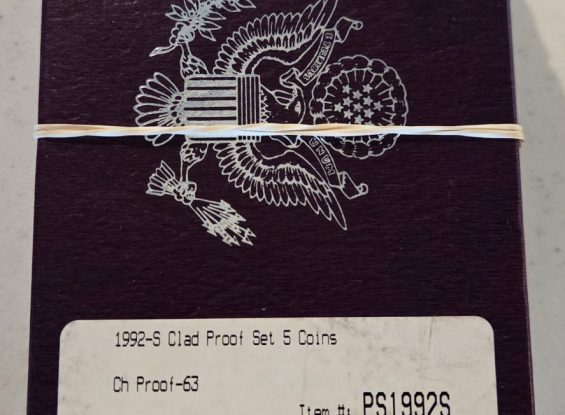 1992-S Clad Proof Set 5 Coins
Ch Proof-63
Item #: PS1992S